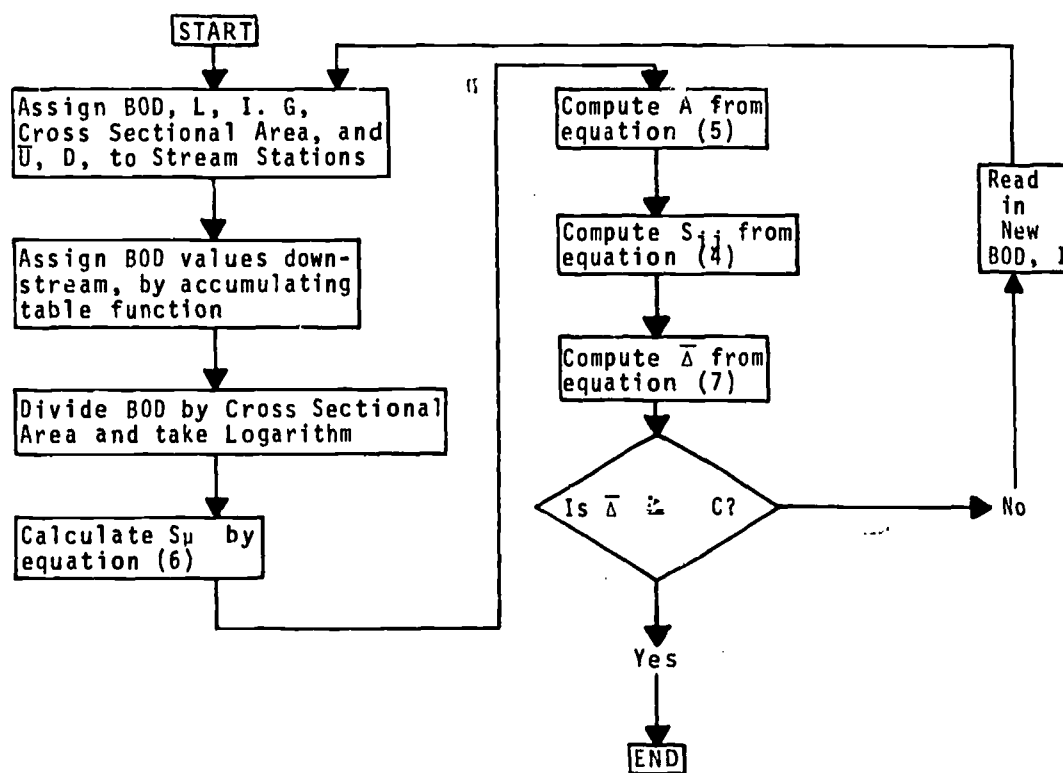 START
Assign BOD, L, I. G,
Cross Sectional Area, and
U̅, D, to Stream Stations
Assign BOD values down-
stream, by accumulating
table function
Divide BOD by Cross Sectional
Area and take Logarithm
Calculate Sμ by
equation (6)
Compute A from
equation (5)
Compute Sij from
equation (4)
Compute Δ̅ from
equation (7)
Is Δ̅ ≥ C?
Yes
END
No
Read
in
New
BOD,